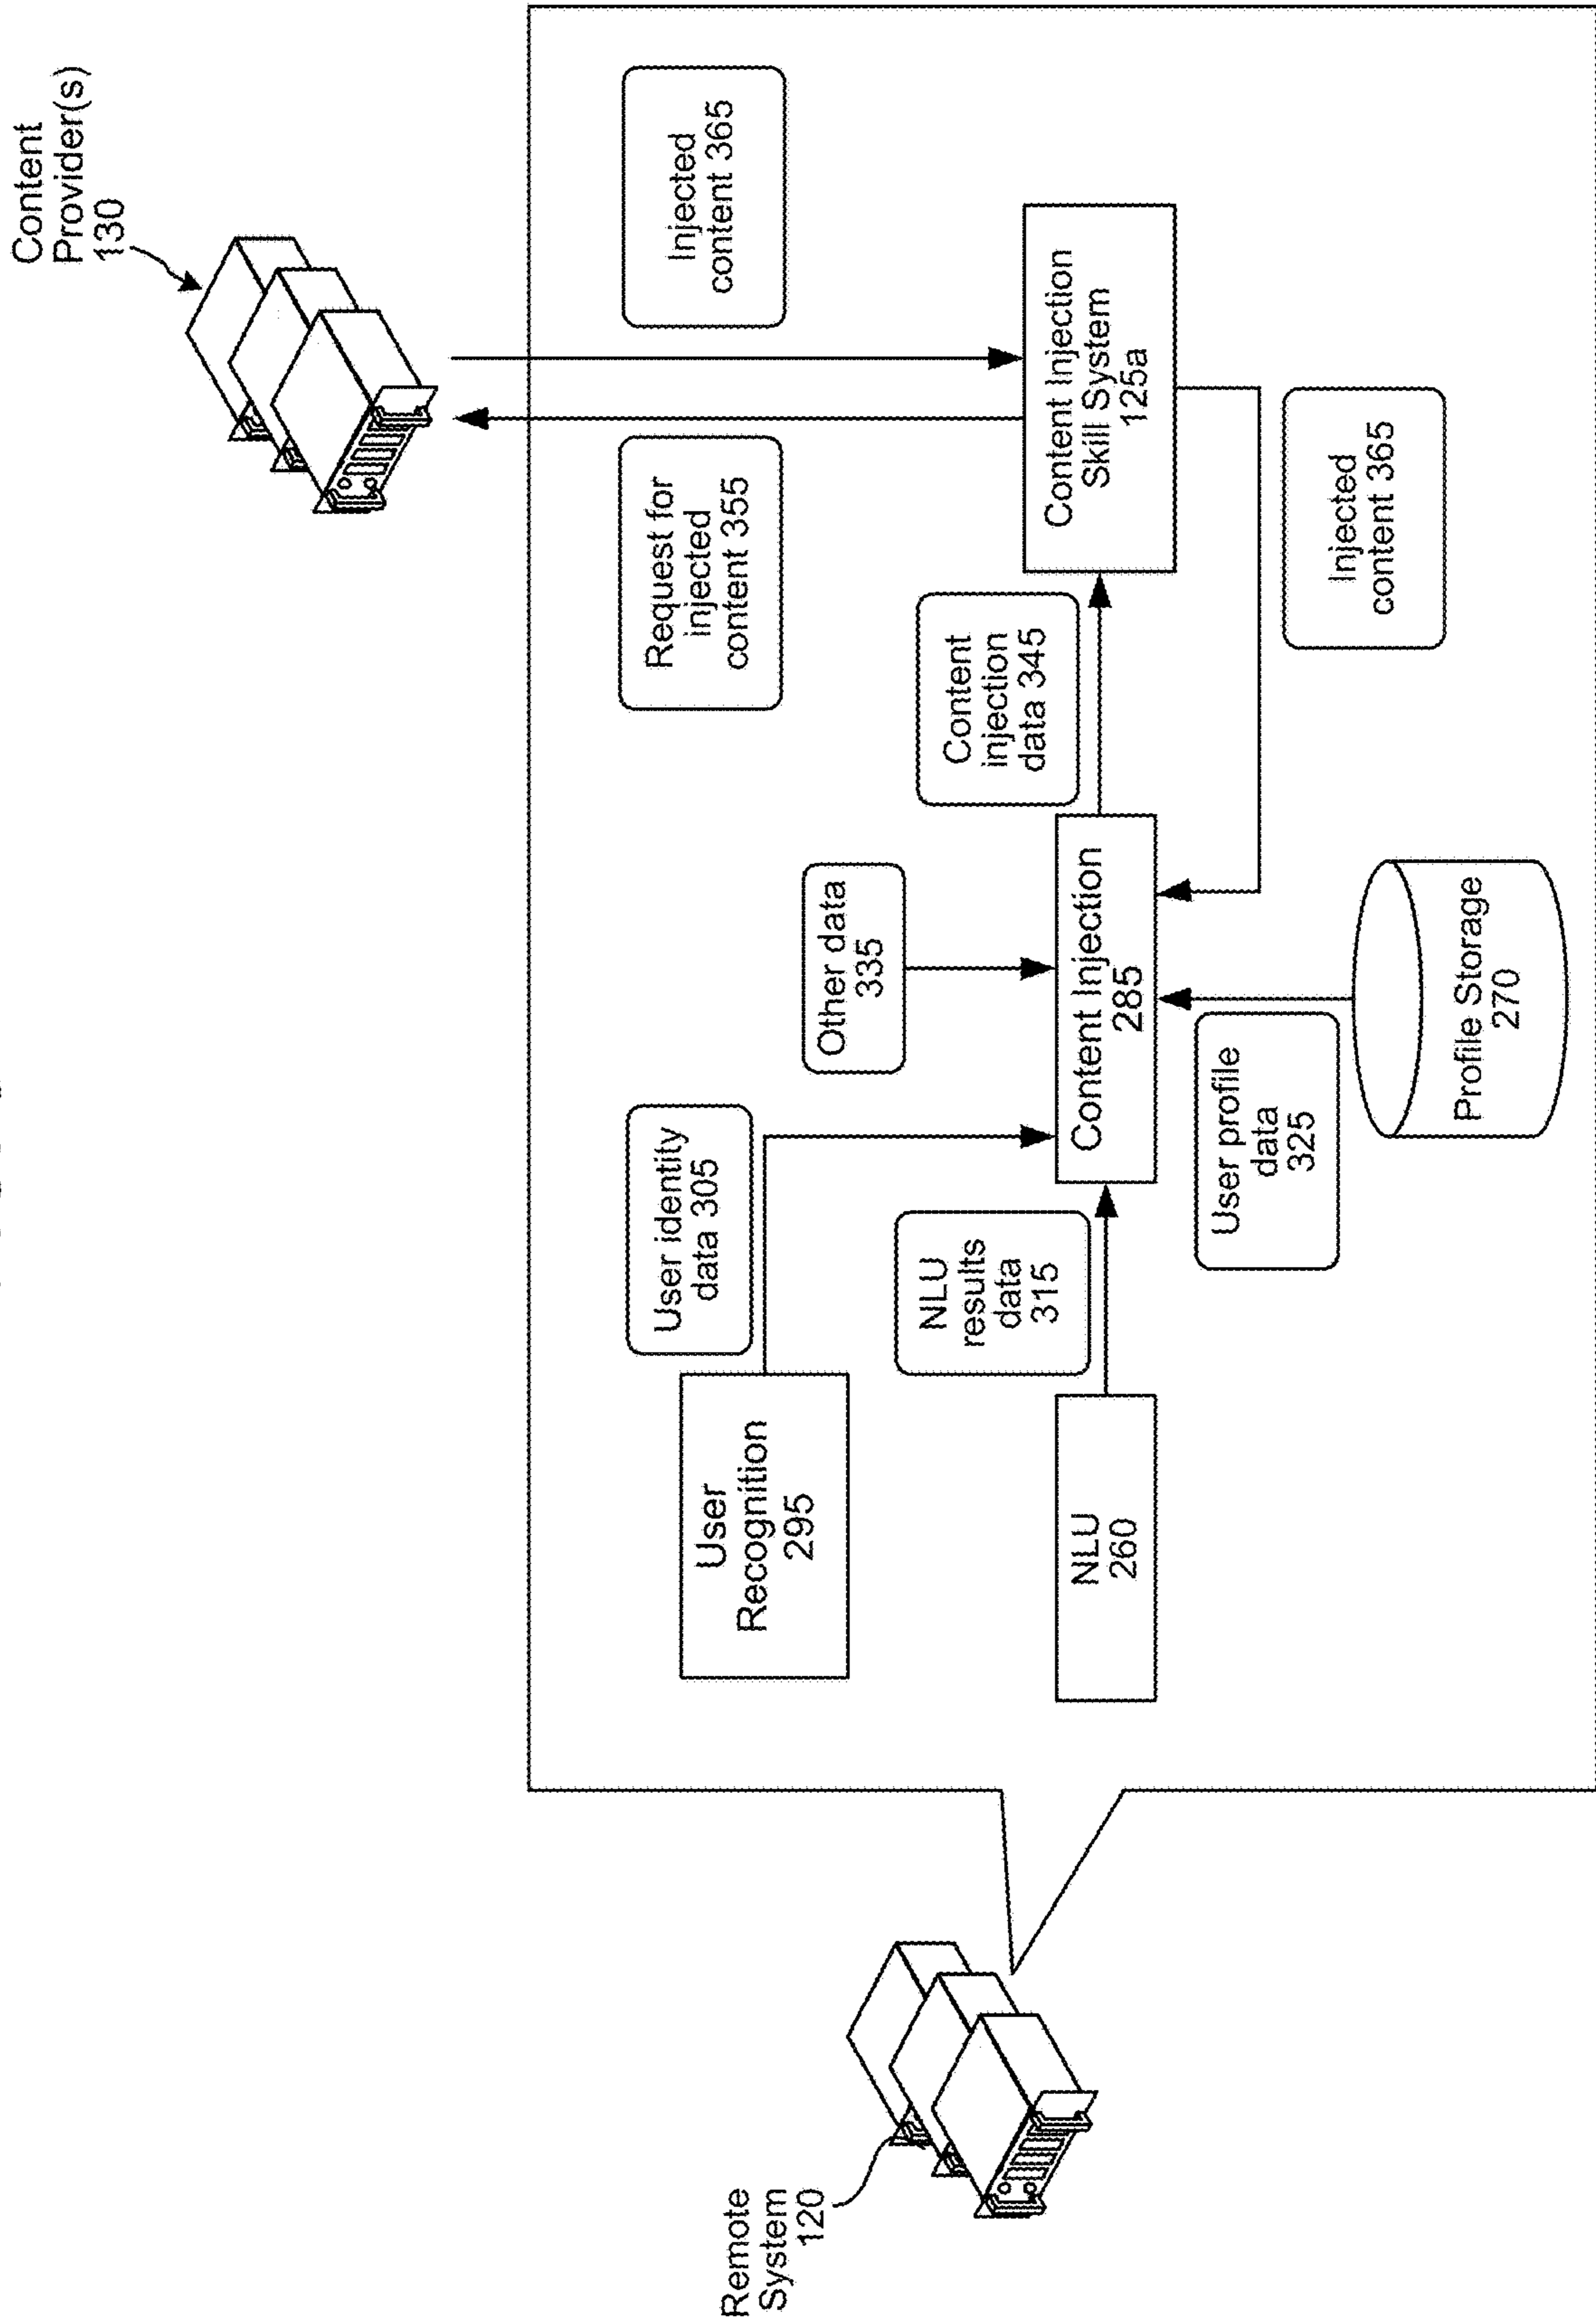 Content
Provider(s)
130
Injected
content 365
Request for
injected
content 355
Content Injection
Skill System
125a
Content
injection
data 345
Injected
content 365
Other data
335
Content Injection
285
User identity
data 305
User
Recognition
295
NLU
results
data
315
NLU
260
User profile
data
325
Profile Storage
270
Remote
System
120